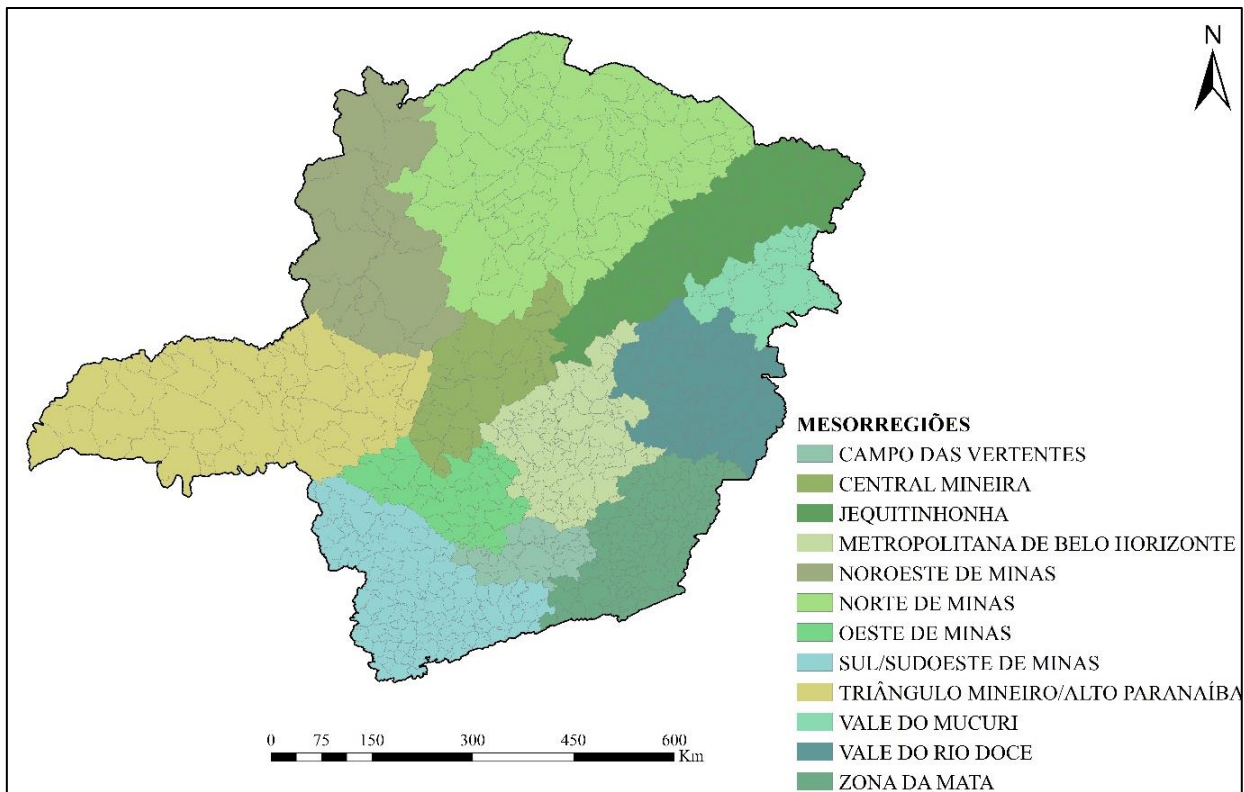 N
MESORREGIÕES
CAMPO DAS VERTENTES
CENTRAL MINEIRA
JEQUITINHONHA
METROPOLITANA DE BELO HORIZONTE
NOROESTE DE MINAS
NORTE DE MINAS
OESTE DE MINAS
SUL/SUDOESTE DE MINAS
TRIÂNGULO MINEIRO/ALTO PARANAÍBA
VALE DO MUCURI
VALE DO RIO DOCE
ZONA DA MATA
0 75 150 300 450 600
Km